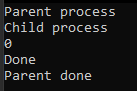 Parent process
Child process
0
Done
Parent done